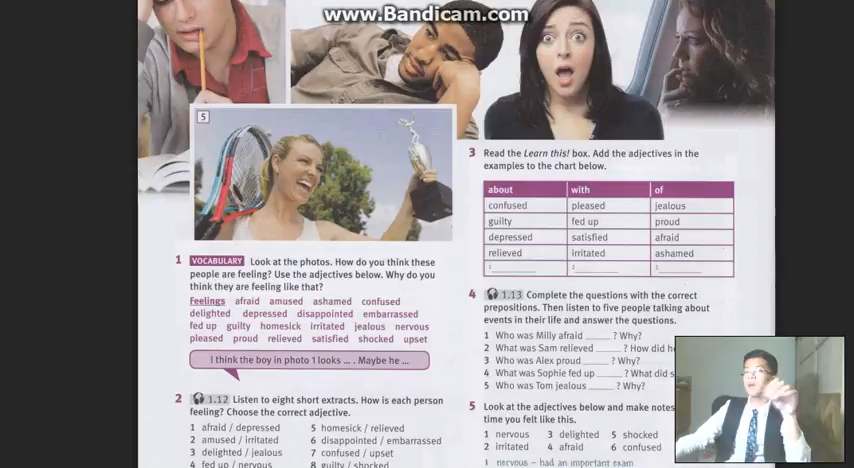 www.Bandicam.com
5
1 VOCABULARY Look at the photos. How do you think these
people are feeling? Use the adjectives below. Why do you
think they are feeling like that?
Feelings afraid amused ashamed confused
delighted depressed disappointed embarrassed
fed up guilty homesick irritated jealous nervous
pleased proud relieved satisfied shocked upset
I think the boy in photo 1 looks ... . Maybe he ...
2 1.12 Listen to eight short extracts. How is each person
feeling? Choose the correct adjective.
1 afraid / depressed 5 homesick / relieved
2 amused / irritated 6 disappointed / embarrassed
3 delighted / jealous 7 confused / upset
4 fed up / nervous 8 guilty / shocked
3 Read the Learn this! box. Add the adjectives in the
examples to the chart below.
about with of
confused pleased jealous
guilty fed up proud
depressed satisfied afraid
relieved irritated ashamed
1 ________ 2 ________ 3 ________
4 1.13 Complete the questions with the correct
prepositions. Then listen to five people talking about
events in their life and answer the questions.
1 Who was Milly afraid _____ ? Why?
2 What was Sam relieved _____ ? How did h
3 Who was Alex proud _____ ? Why?
4 What was Sophie fed up _____ ? What did s
5 Who was Tom jealous _____ ? Why?
5 Look at the adjectives below and make notes
time you felt like this.
1 nervous 3 delighted 5 shocked
2 irritated 4 afraid 6 confused
1 nervous – had an important exam